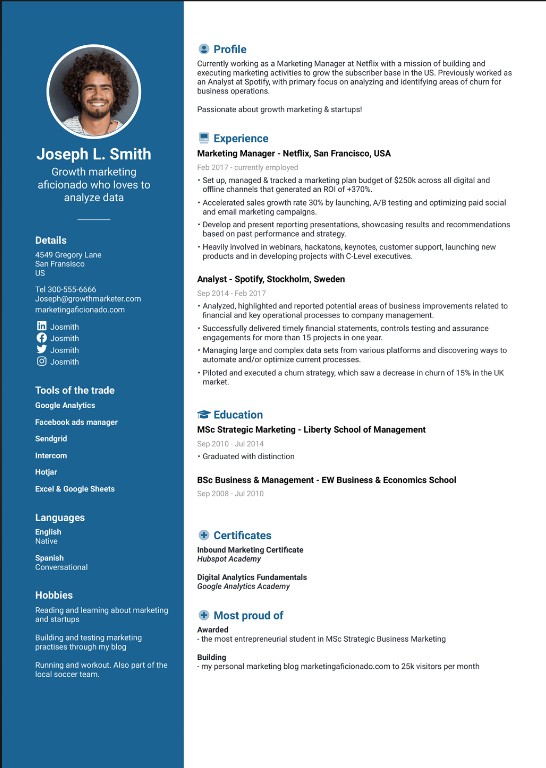 Joseph L. Smith
Growth marketing
aficionado who loves to
analyze data
Details
4549 Gregory Lane
San Fransisco
US
Tel 300-555-6666
Joseph@growthmarketer.com
marketingaficionado.com
Josmith
Josmith
Josmith
Josmith
Tools of the trade
Google Analytics
Facebook ads manager
Sendgrid
Intercom
Hotjar
Excel & Google Sheets
Languages
English
Native
Spanish
Conversational
Hobbies
Reading and learning about marketing
and startups
Building and testing marketing
practises through my blog
Running and workout. Also part of the
local soccer team.
Profile
Currently working as a Marketing Manager at Netflix with a mission of building and
executing marketing activities to grow the subscriber base in the US. Previously worked as
an Analyst at Spotify, with primary focus on analyzing and identifying areas of churn for
business operations.
Passionate about growth marketing & startups!
Experience
Marketing Manager - Netflix, San Francisco, USA
Feb 2017 - currently employed
• Set up, managed & tracked a marketing plan budget of $250k across all digital and
offline channels that generated an ROI of +370%.
• Accelerated sales growth rate 30% by launching, A/B testing and optimizing paid social
and email marketing campaigns.
• Develop and present reporting presentations, showcasing results and recommendations
based on past performance and strategy.
• Heavily involved in webinars, hackatons, keynotes, customer support, launching new
products and in developing projects with C-Level executives.
Analyst - Spotify, Stockholm, Sweden
Sep 2014 - Feb 2017
• Analyzed, highlighted and reported potential areas of business improvements related to
financial and key operational processes to company management.
• Successfully delivered timely financial statements, controls testing and assurance
engagements for more than 15 projects in one year.
• Managing large and complex data sets from various platforms and discovering ways to
automate and/or optimize current processes.
• Piloted and executed a churn strategy, which saw a decrease in churn of 15% in the UK
market.
Education
MSc Strategic Marketing - Liberty School of Management
Sep 2010 - Jul 2014
• Graduated with distinction
BSc Business & Management - EW Business & Economics School
Sep 2008 - Jul 2010
Certificates
Inbound Marketing Certificate
Hubspot Academy
Digital Analytics Fundamentals
Google Analytics Academy
Most proud of
Awarded
- the most entrepreneurial student in MSc Strategic Business Marketing
Building
- my personal marketing blog marketingaficionado.com to 25k visitors per month